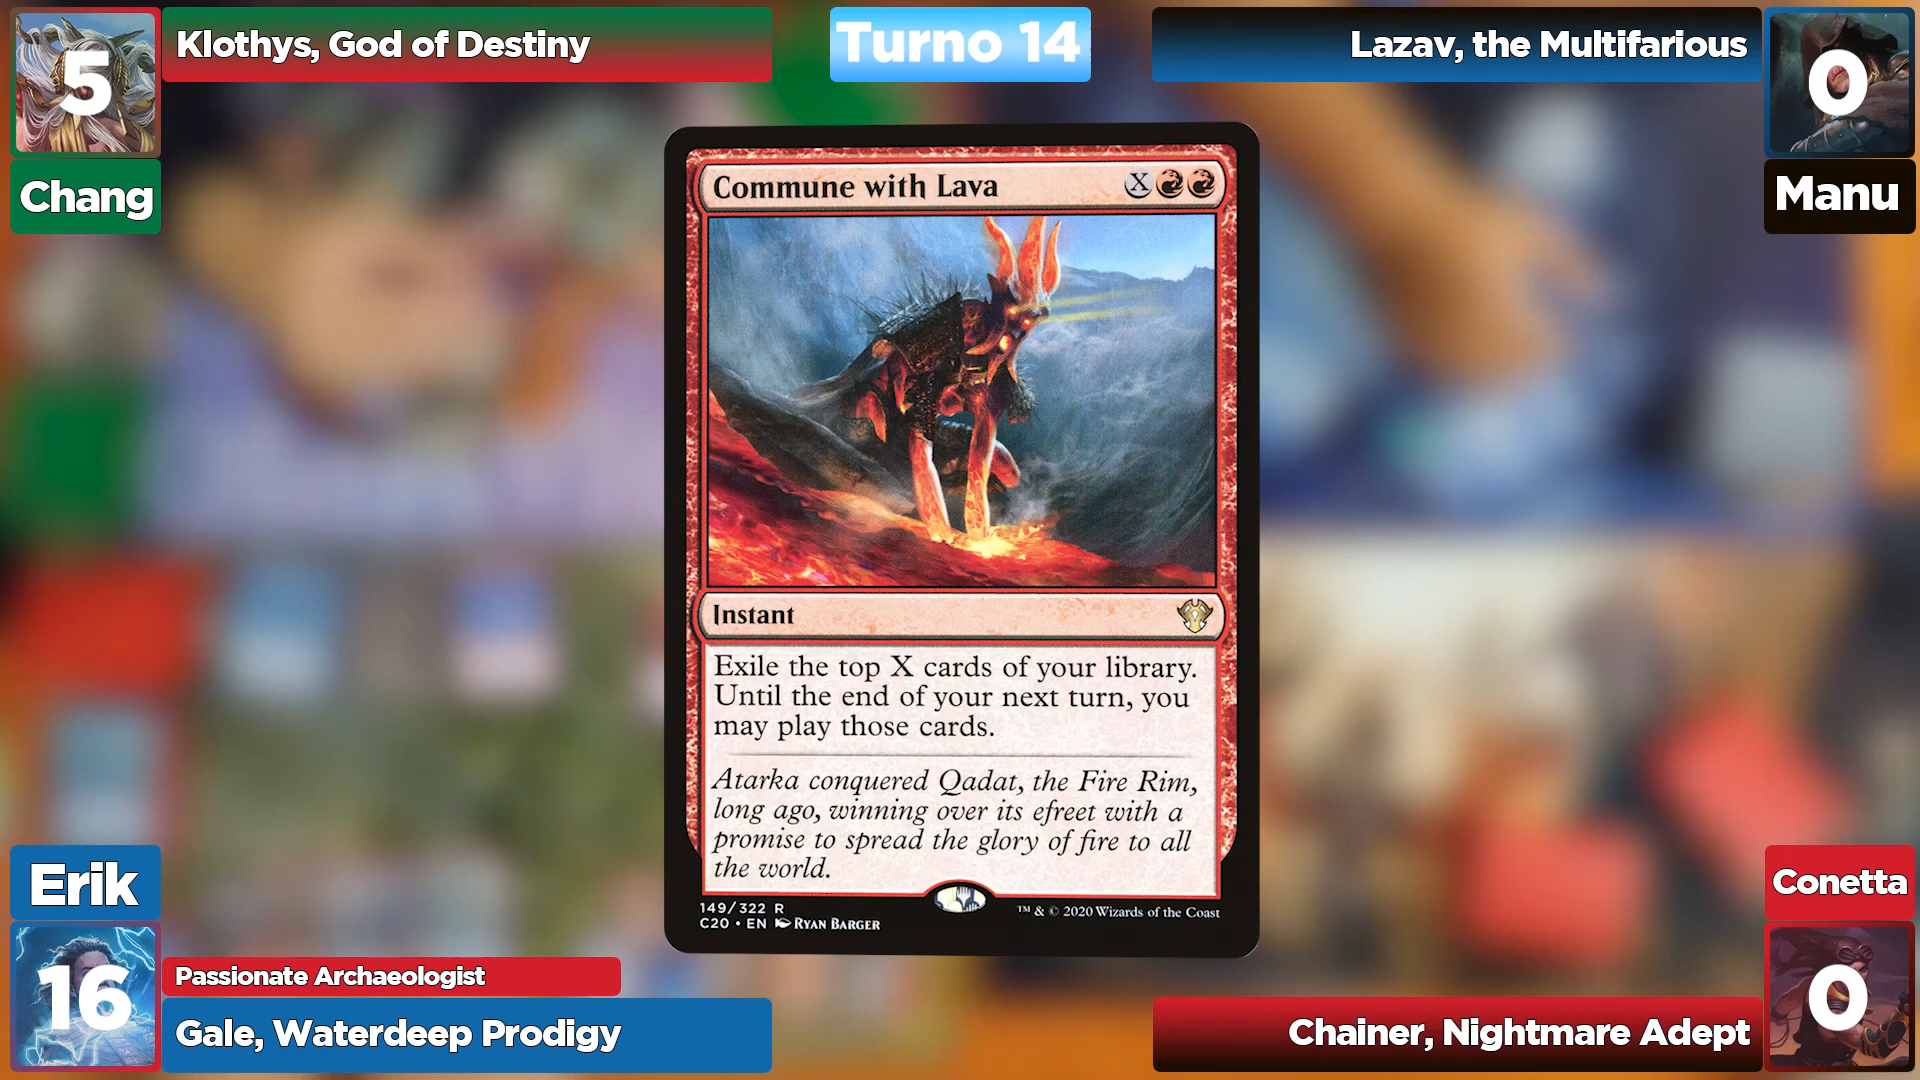 5
Klothys, God of Destiny
Chang
Turno 14
Lazav, the Multifarious
0
Manu
Commune with Lava
X
Instant
Exile the top X cards of your library.
Until the end of your next turn, you
may play those cards.
Atarka conquered Qadat, the Fire Rim,
long ago, winning over its efreet with a
promise to spread the glory of fire to all
the world.
149/322 R
C20 • EN Ryan Barger
™ & © 2020 Wizards of the Coast
Erik
16
Passionate Archaeologist
Gale, Waterdeep Prodigy
Conetta
0
Chainer, Nightmare Adept